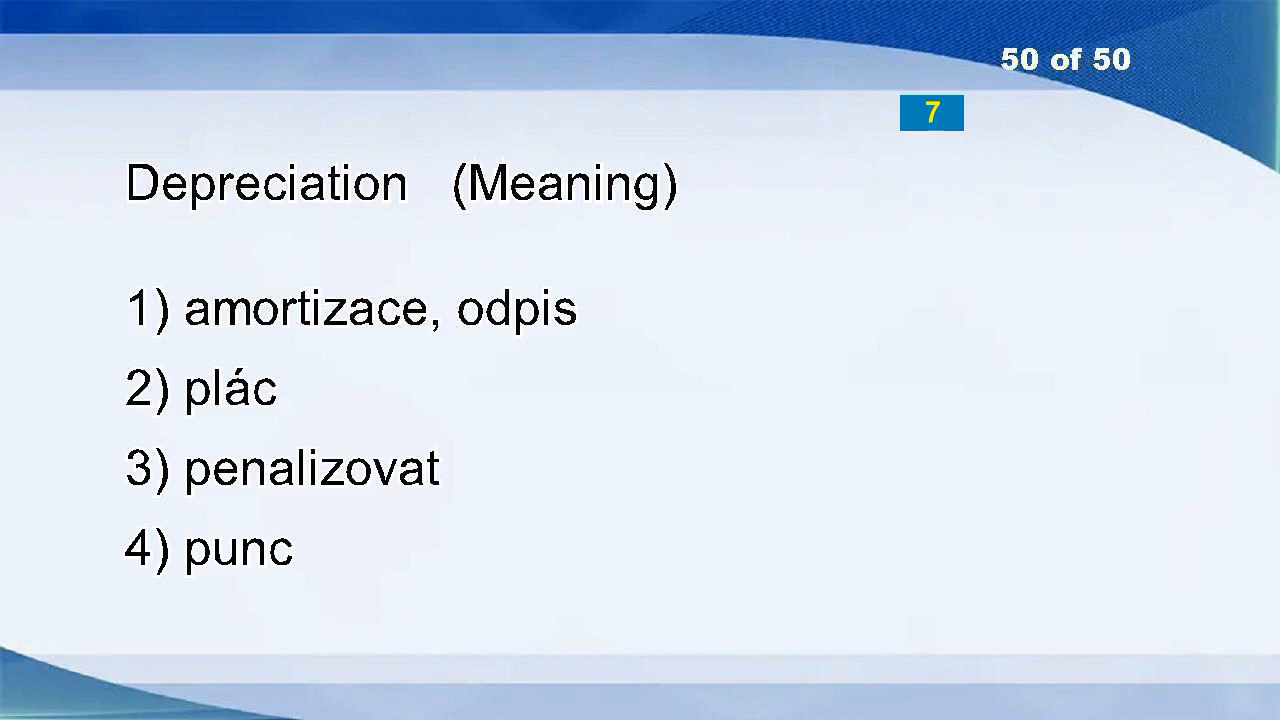 50 of 50
7
Depreciation (Meaning)
1) amortizace, odpis
2) plác
3) penalizovat
4) punc